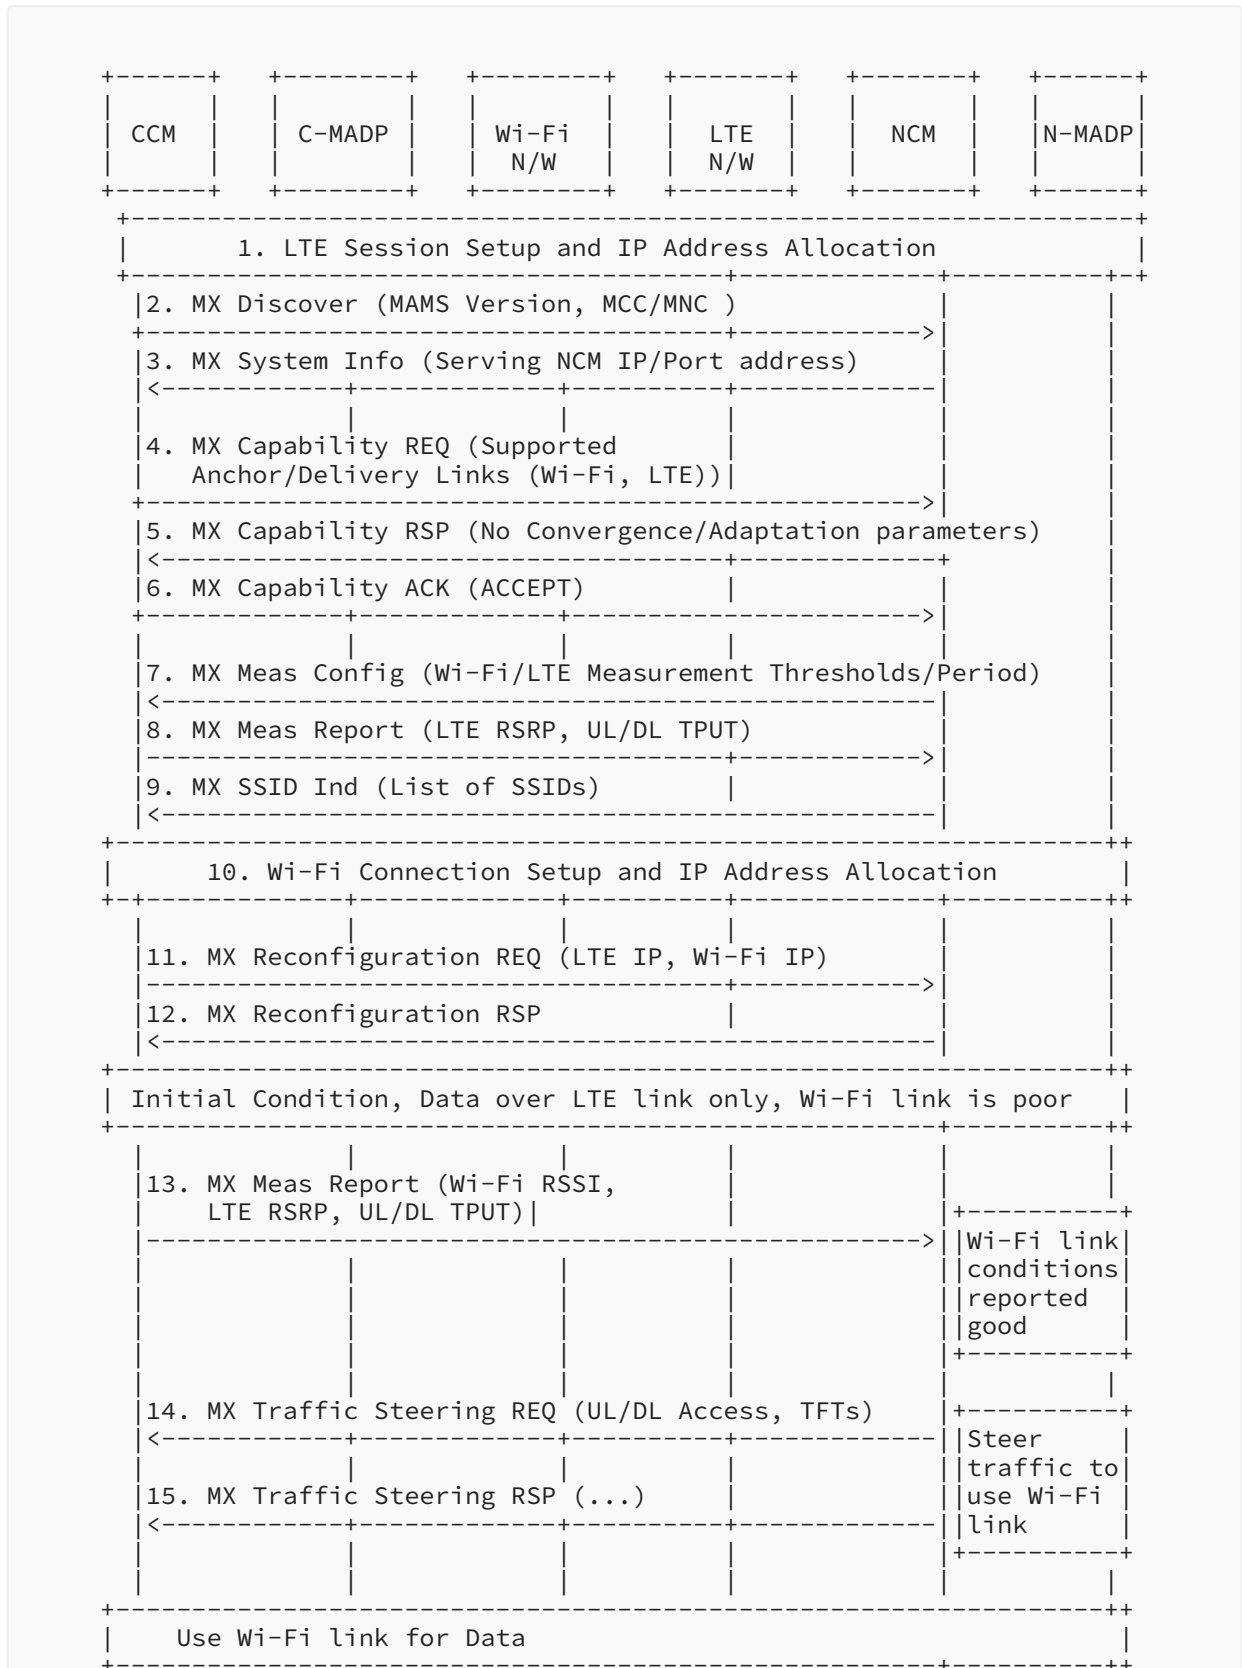 CCM C-MADP Wi-Fi LTE NCM N-MADP
N/W N/W
1. LTE Session Setup and IP Address Allocation
2. MX Discover (MAMS Version, MCC/MNC )
3. MX System Info (Serving NCM IP/Port address)
4. MX Capability REQ (Supported
Anchor/Delivery Links (Wi-Fi, LTE))
5. MX Capability RSP (No Convergence/Adaptation parameters)
6. MX Capability ACK (ACCEPT)
7. MX Meas Config (Wi-Fi/LTE Measurement Thresholds/Period)
8. MX Meas Report (LTE RSRP, UL/DL TPUT)
9. MX SSID Ind (List of SSIDs)
10. Wi-Fi Connection Setup and IP Address Allocation
11. MX Reconfiguration REQ (LTE IP, Wi-Fi IP)
12. MX Reconfiguration RSP
Initial Condition, Data over LTE link only, Wi-Fi link is poor
13. MX Meas Report (Wi-Fi RSSI,
LTE RSRP, UL/DL TPUT)
Wi-Fi link
conditions
reported
good
14. MX Traffic Steering REQ (UL/DL Access, TFTs)
Steer
traffic to
15. MX Traffic Steering RSP (...) use Wi-Fi
link
Use Wi-Fi link for Data